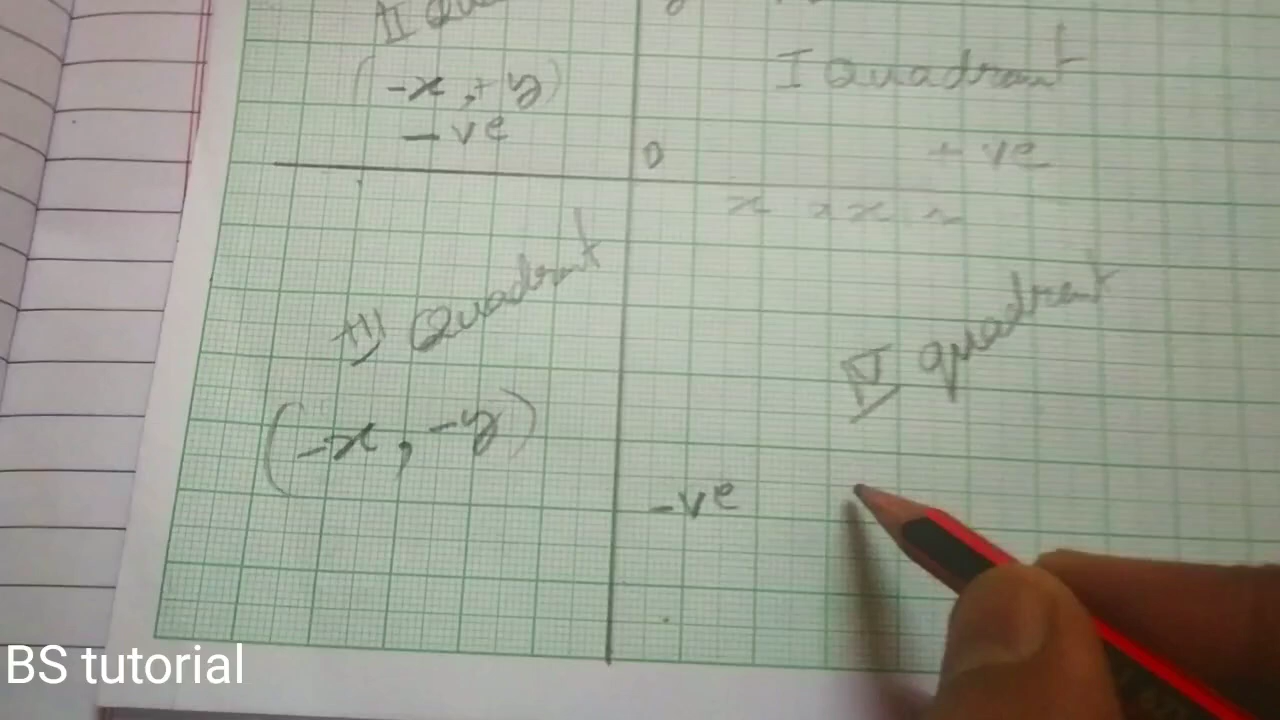 II
I Quadrant
(-x, +y)
-ve
0
+ve
III Quadrant
IV quadrant
(-x, -y)
-ve
BS tutorial